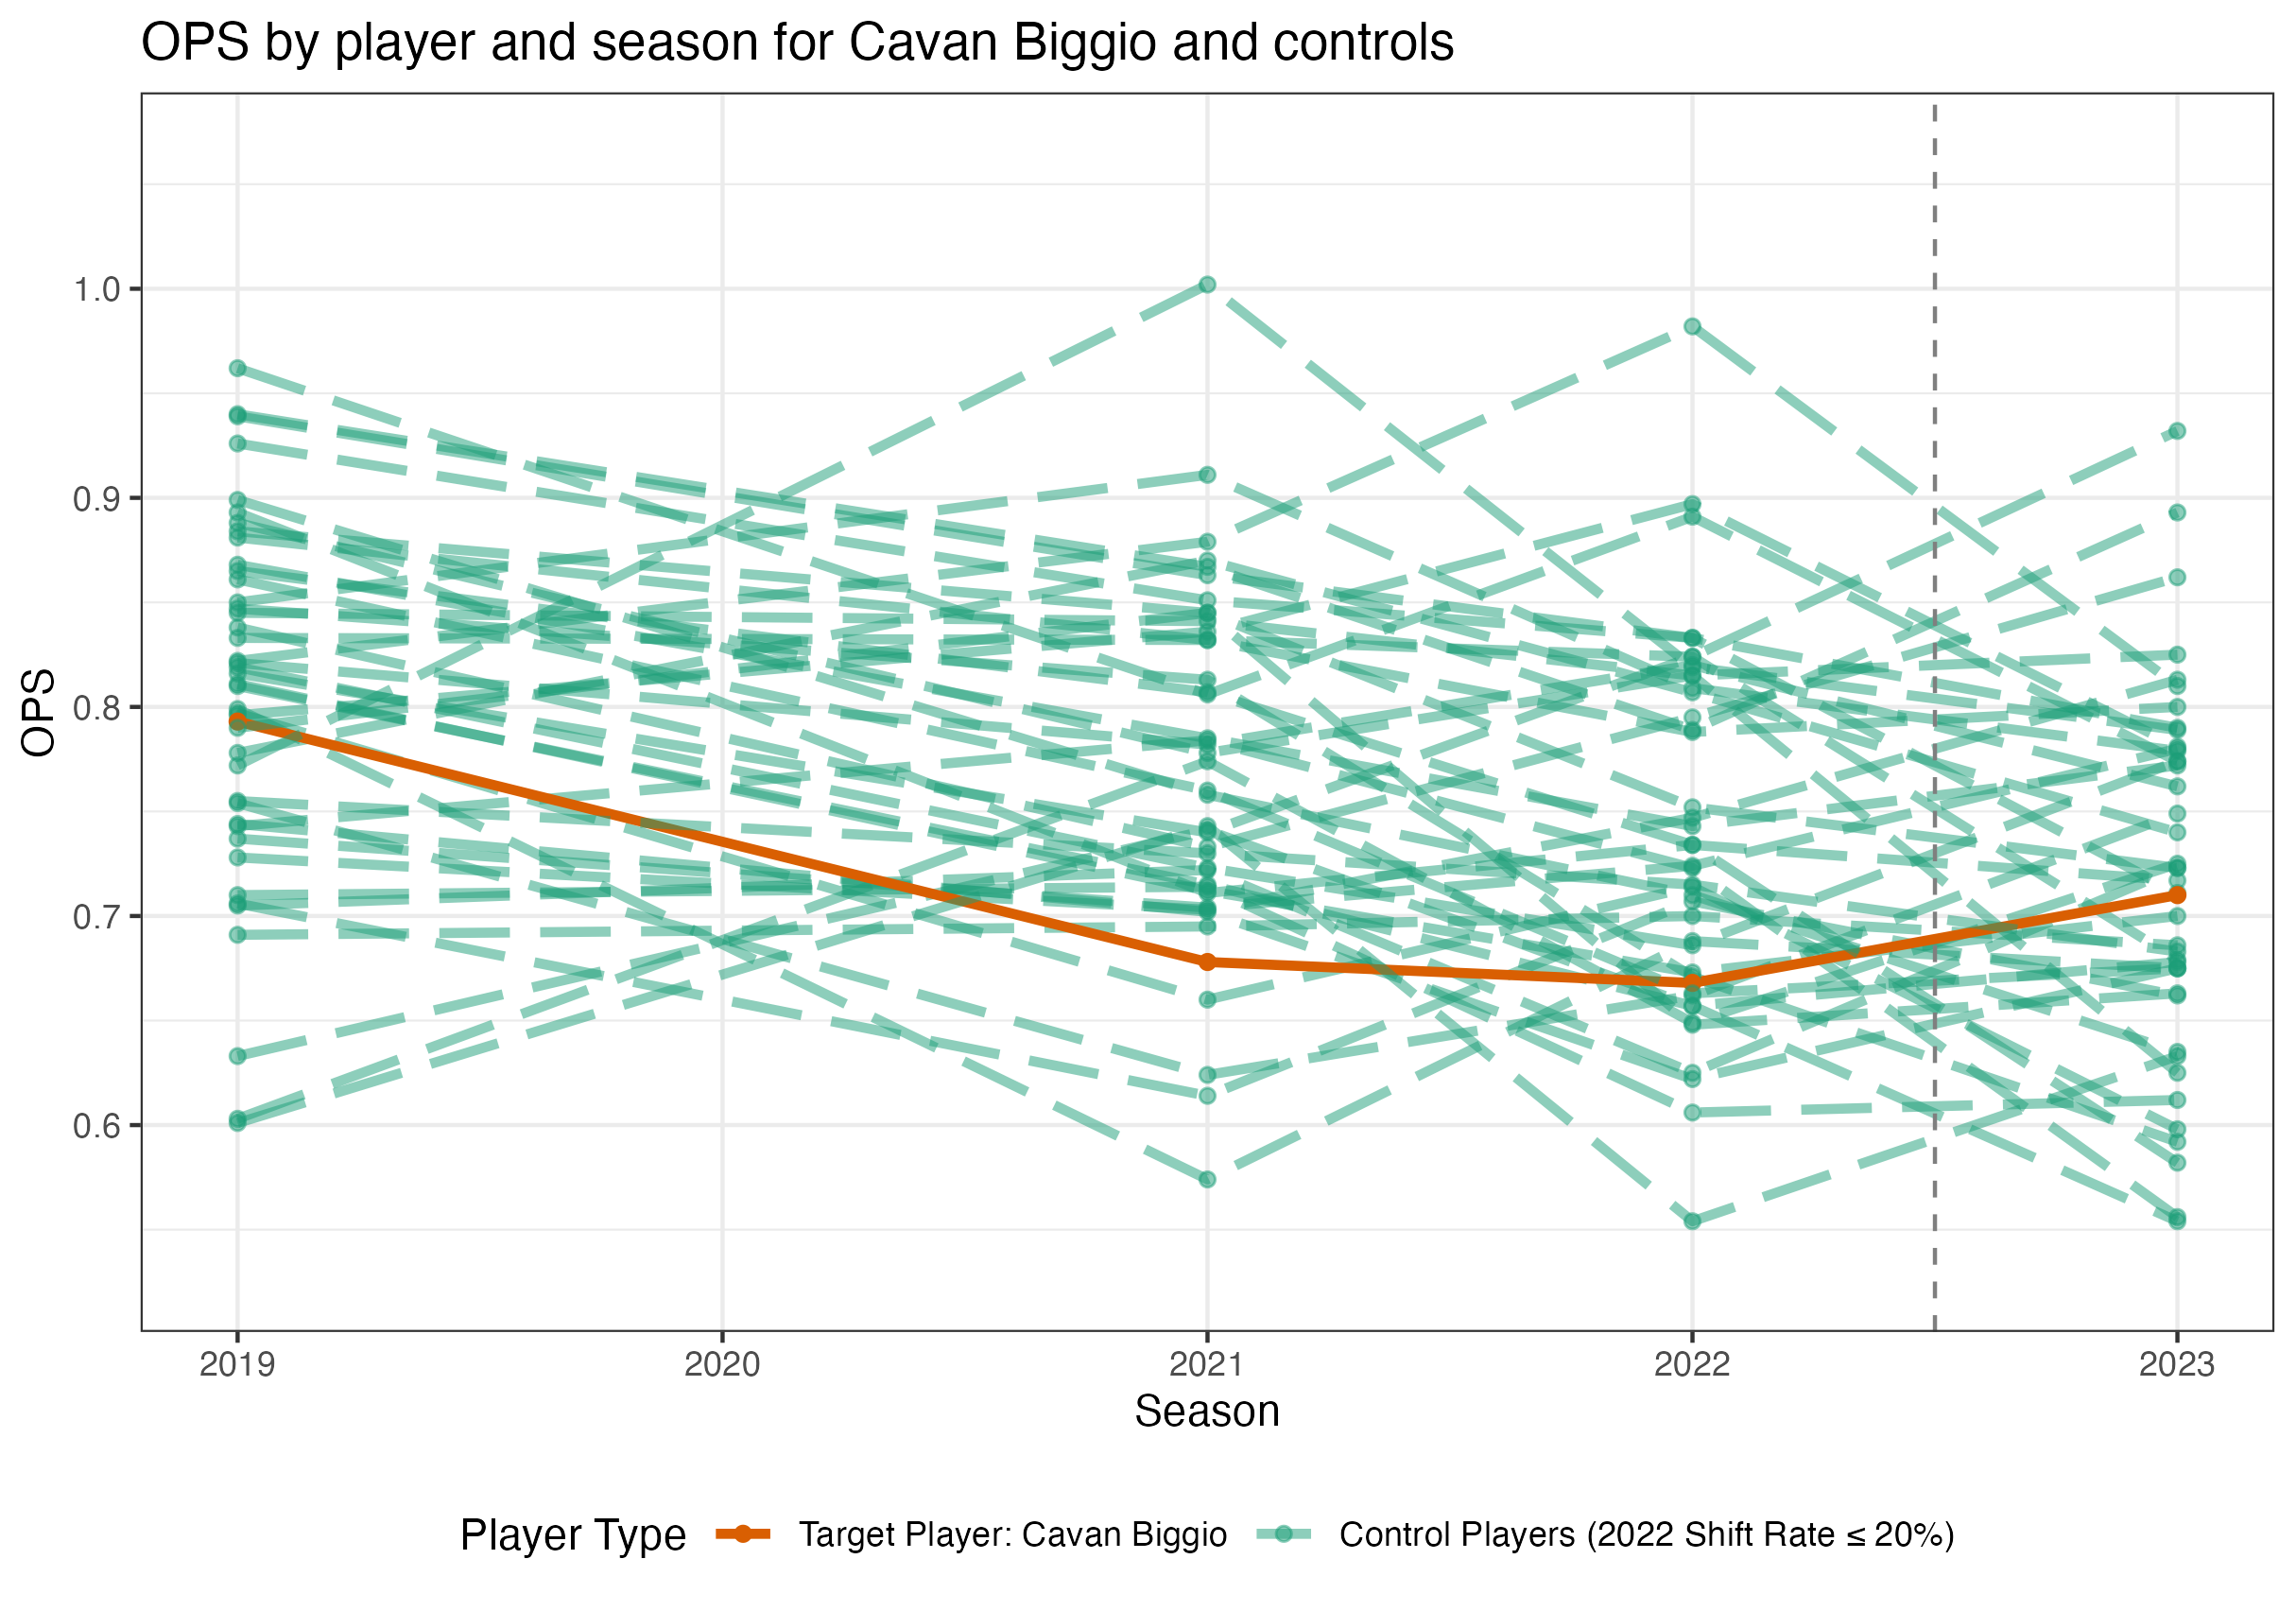 OPS by player and season for Cavan Biggio and controls
OPS
1.0
0.9
0.8
0.7
0.6
2019 2020 2021 2022 2023
Season
Player Type Target Player: Cavan Biggio Control Players (2022 Shift Rate ≤ 20%)